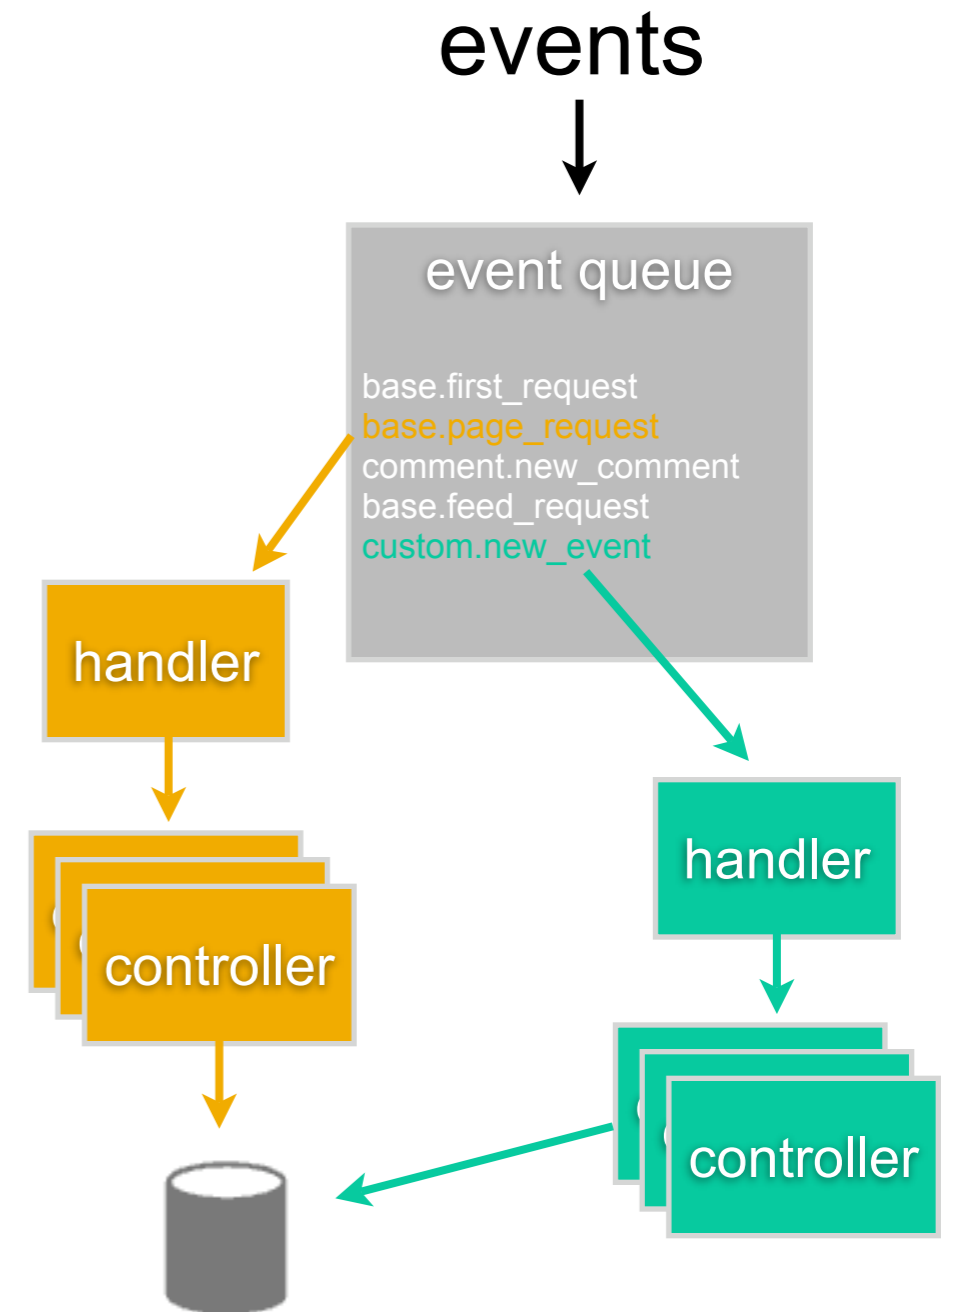 events
event queue
base.first_request
base.page_request
comment.new_comment
base.feed_request
custom.new_event
handler
handler
controller
controller